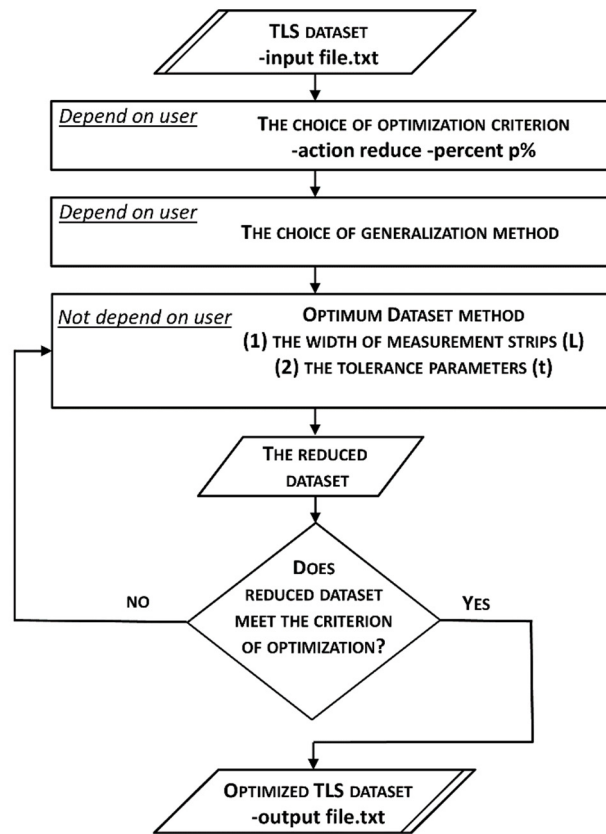 TLS DATASET
-input file.txt
Depend on user
THE CHOICE OF OPTIMIZATION CRITERION
-action reduce -percent p%
Depend on user
THE CHOICE OF GENERALIZATION METHOD
Not depend on user
OPTIMUM DATASET METHOD
(1) THE WIDTH OF MEASUREMENT STRIPS (L)
(2) THE TOLERANCE PARAMETERS (t)
THE REDUCED
DATASET
DOES
REDUCED DATASET
MEET THE CRITERION
OF OPTIMIZATION?
NO
YES
OPTIMIZED TLS DATASET
-output file.txt